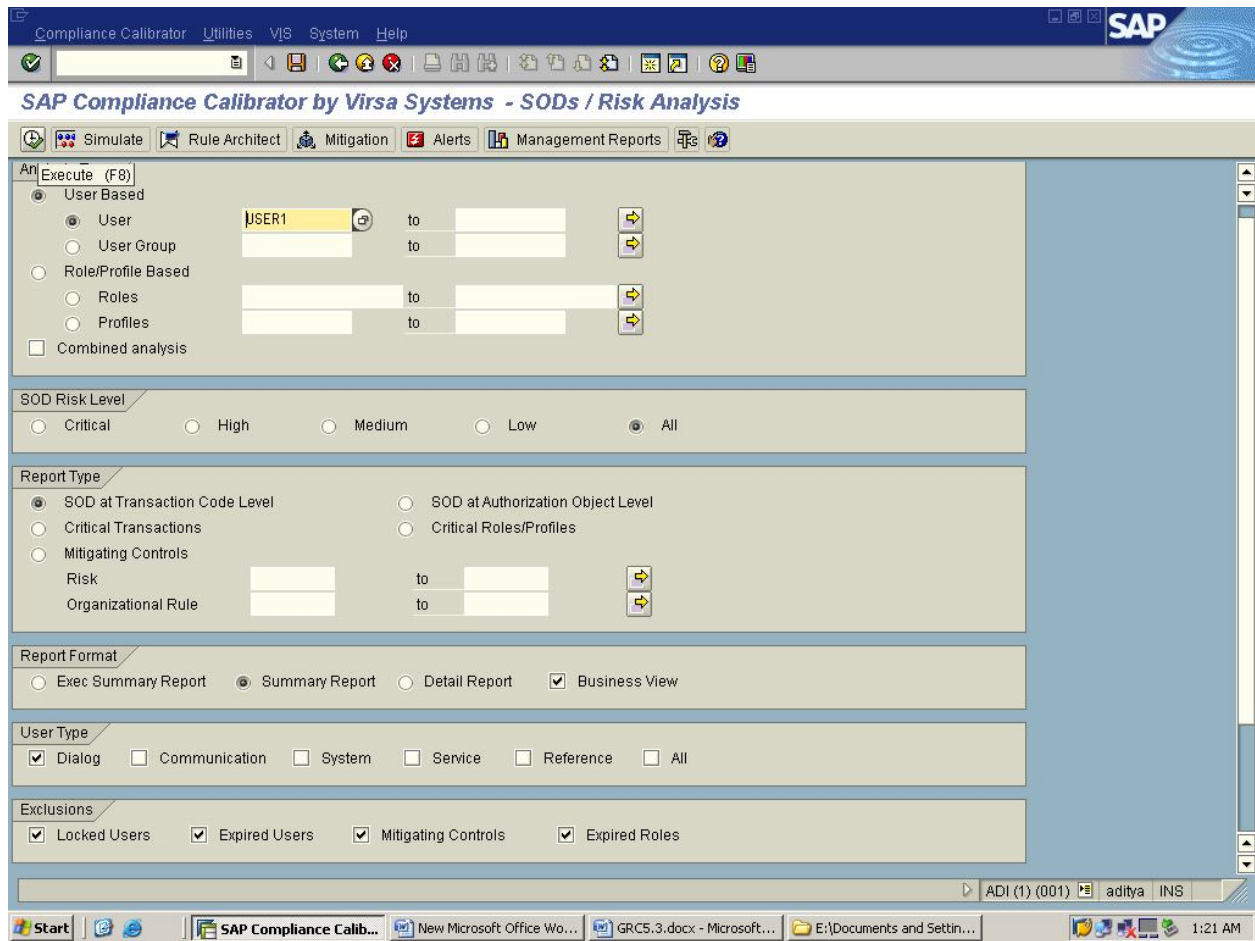 Compliance Calibrator Utilities VIS System Help
SAP
SAP Compliance Calibrator by Virsa Systems - SODs / Risk Analysis
Simulate Rule Architect Mitigation Alerts Management Reports
Execute (F8)
User Based
User USER1 to
User Group to
Role/Profile Based
Roles to
Profiles to
Combined analysis
SOD Risk Level
Critical High Medium Low All
Report Type
SOD at Transaction Code Level SOD at Authorization Object Level
Critical Transactions Critical Roles/Profiles
Mitigating Controls
Risk to
Organizational Rule to
Report Format
Exec Summary Report Summary Report Detail Report Business View
User Type
Dialog Communication System Service Reference All
Exclusions
Locked Users Expired Users Mitigating Controls Expired Roles
ADI (1) (001) aditya INS
Start SAP Compliance Calib... New Microsoft Office Wo... GRC5.3.docx - Microsoft... E:\Documents and Settin... 1:21 AM